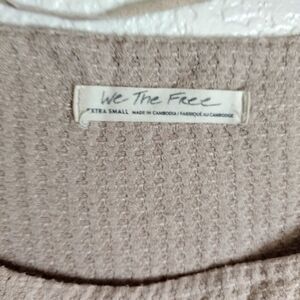 We The Free
EXTRA SMALL MADE IN CAMBODIA / FABRIQUÉ AU CAMBODGE